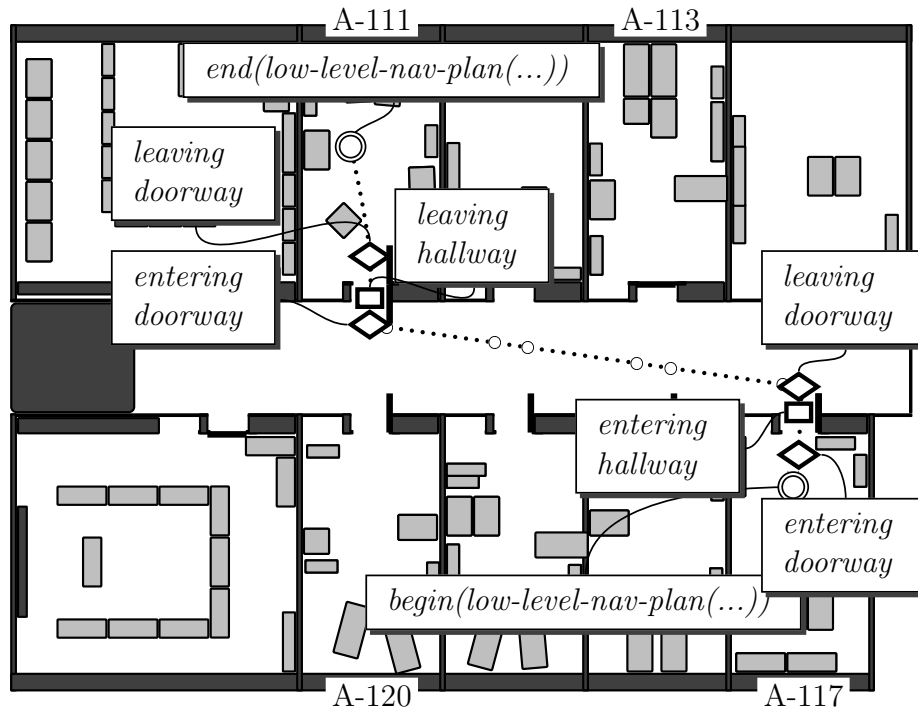 A-111
A-113
end(low-level-nav-plan(...))
leaving
doorway
leaving
hallway
entering
doorway
leaving
doorway
entering
hallway
entering
doorway
begin(low-level-nav-plan(...))
A-120
A-117